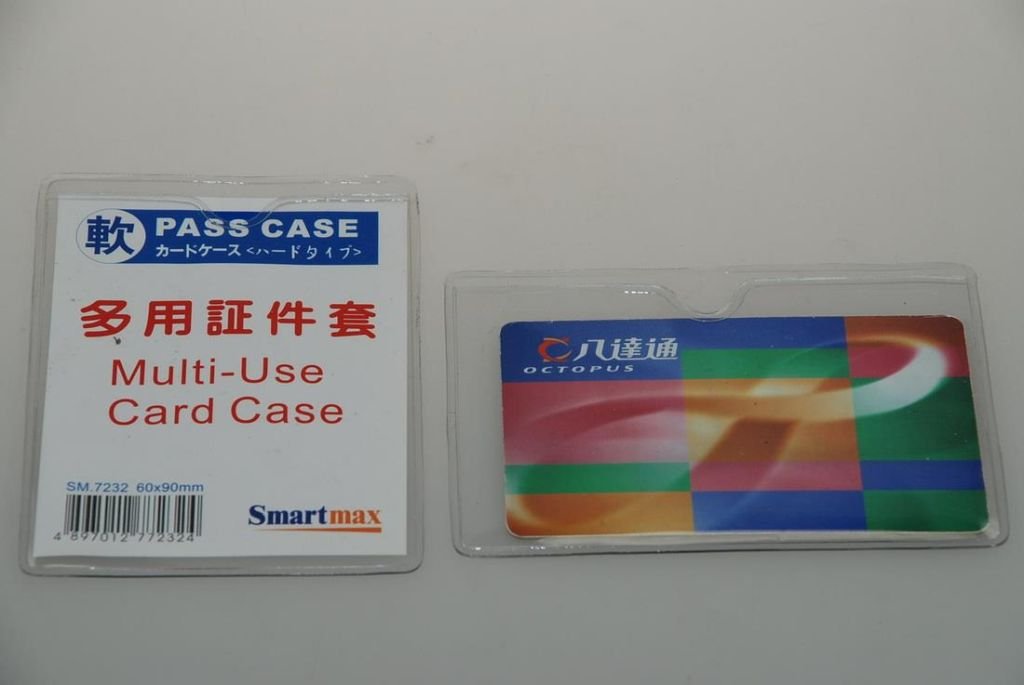 軟 PASS CASE
カードケース<ハードタイプ>
多用証件套
Multi-Use
Card Case
SM.7232 60x90mm
4 897012 772324
Smartmax
八達通
OCTOPUS